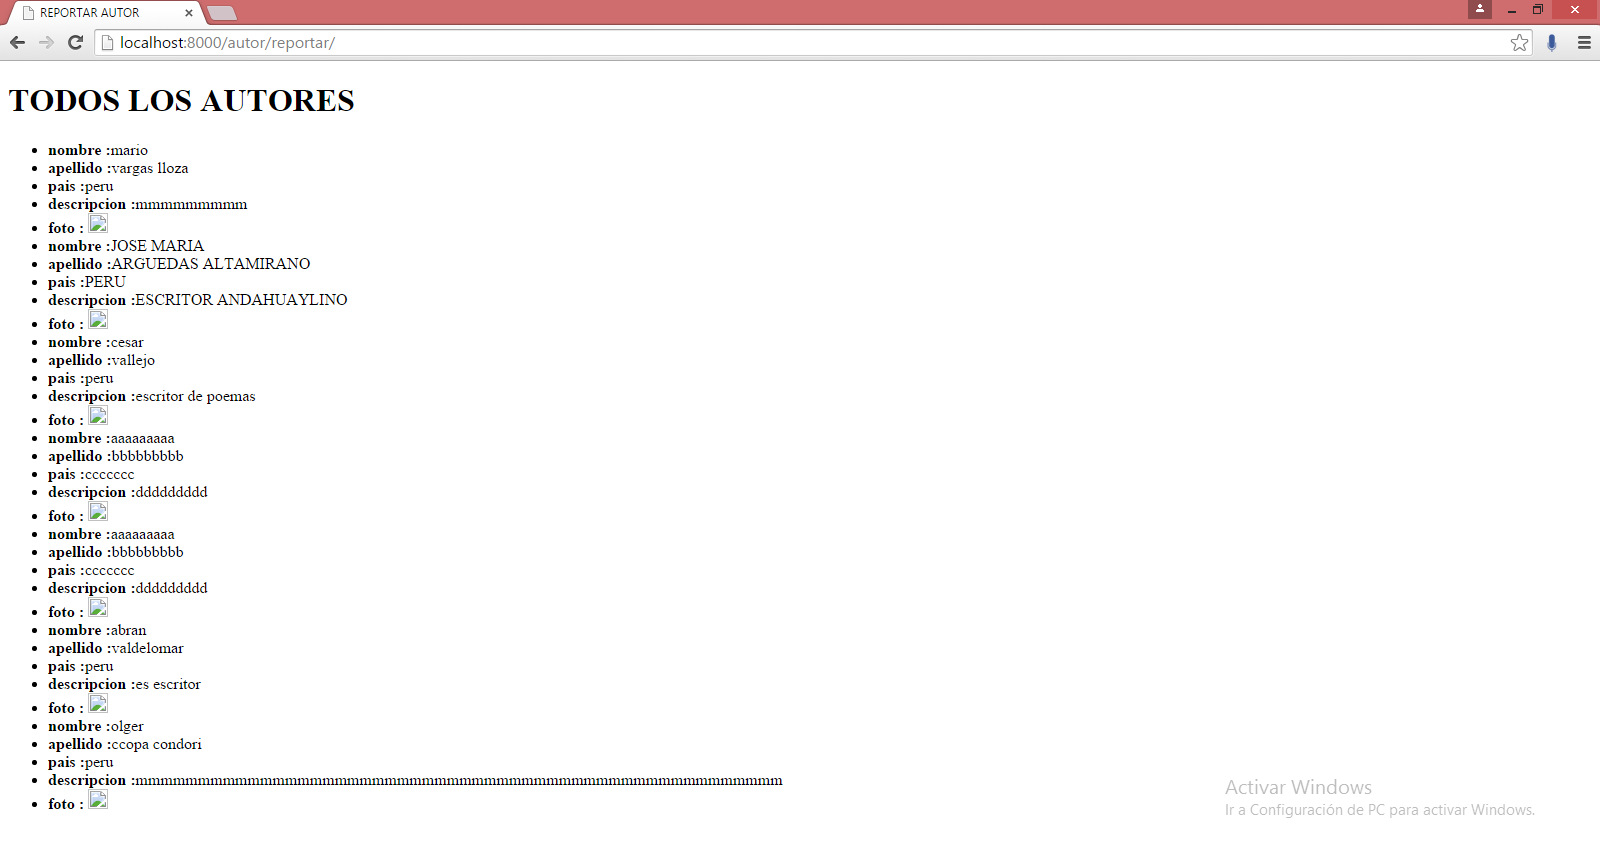 REPORTAR AUTOR
localhost:8000/autor/reportar/
TODOS LOS AUTORES
nombre :mario
apellido :vargas lloza
pais :peru
descripcion :mmmmmmmmm
foto :
nombre :JOSE MARIA
apellido :ARGUEDAS ALTAMIRANO
pais :PERU
descripcion :ESCRITOR ANDAHUAYLINO
foto :
nombre :cesar
apellido :vallejo
pais :peru
descripcion :escritor de poemas
foto :
nombre :aaaaaaaaa
apellido :bbbbbbbbb
pais :ccccccc
descripcion :ddddddddd
foto :
nombre :aaaaaaaaa
apellido :bbbbbbbbb
pais :ccccccc
descripcion :ddddddddd
foto :
nombre :abran
apellido :valdelomar
pais :peru
descripcion :es escritor
foto :
nombre :olger
apellido :ccopa condori
pais :peru
descripcion :mmmmmmmmmmmmmmmmmmmmmmmmmmmmmmmmmmmmmmmmmmmmmmmmmmmm
foto :
Activar Windows
Ir a Configuración de PC para activar Windows.